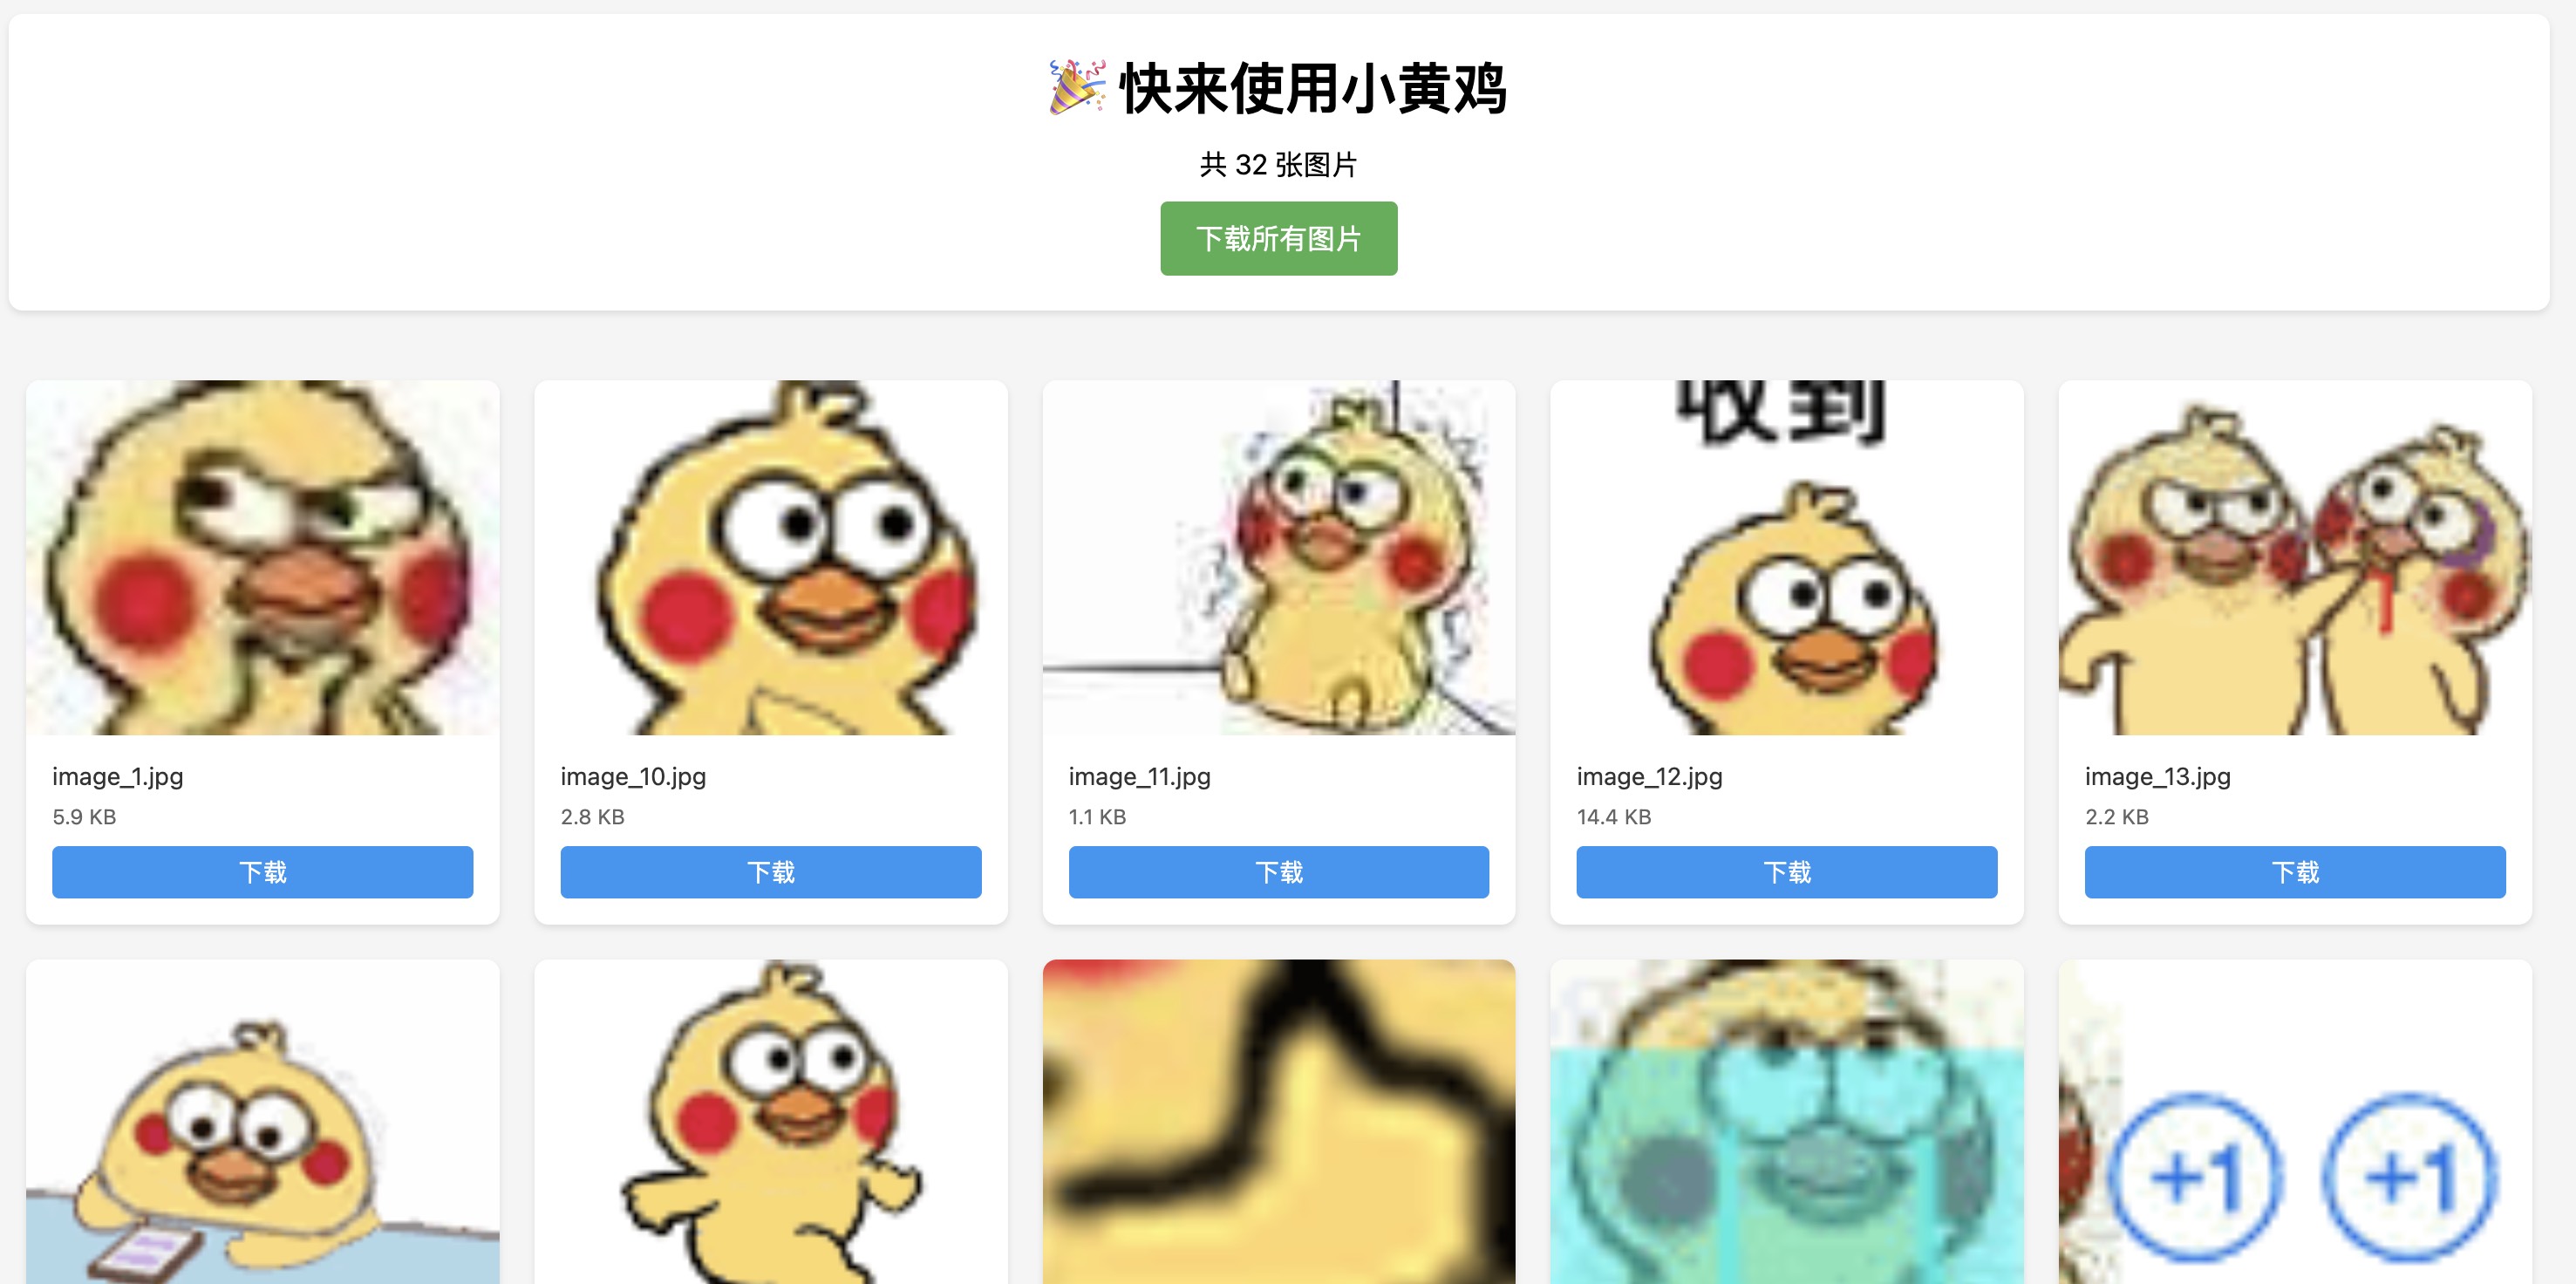 🎉 快来使用小黄鸡
共 32 张图片
下载所有图片
收到
image_1.jpg
5.9 KB
下载
image_10.jpg
2.8 KB
下载
image_11.jpg
1.1 KB
下载
image_12.jpg
14.4 KB
下载
image_13.jpg
2.2 KB
下载
+1 +1